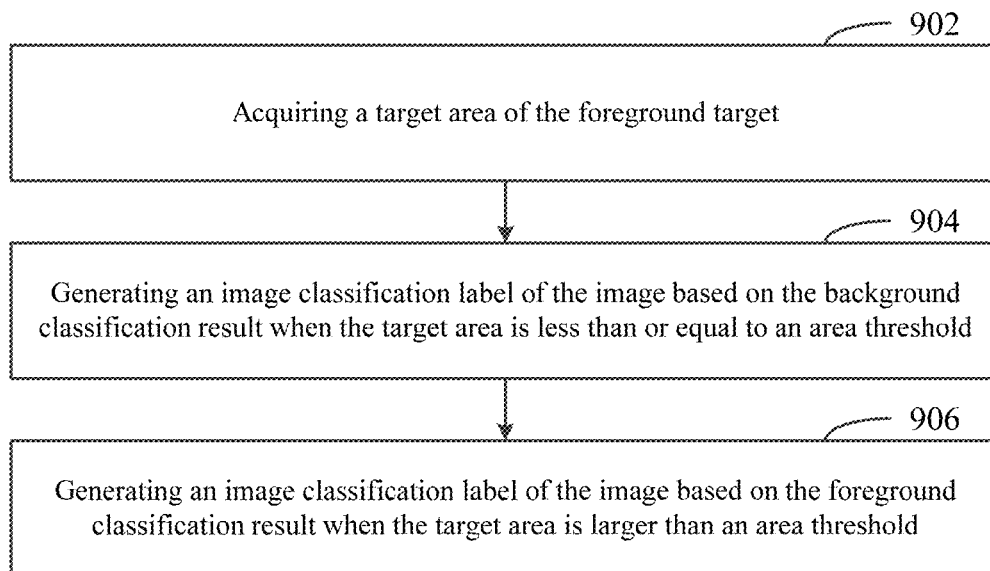 902
Acquiring a target area of the foreground target
904
Generating an image classification label of the image based on the background
classification result when the target area is less than or equal to an area threshold
906
Generating an image classification label of the image based on the foreground
classification result when the target area is larger than an area threshold